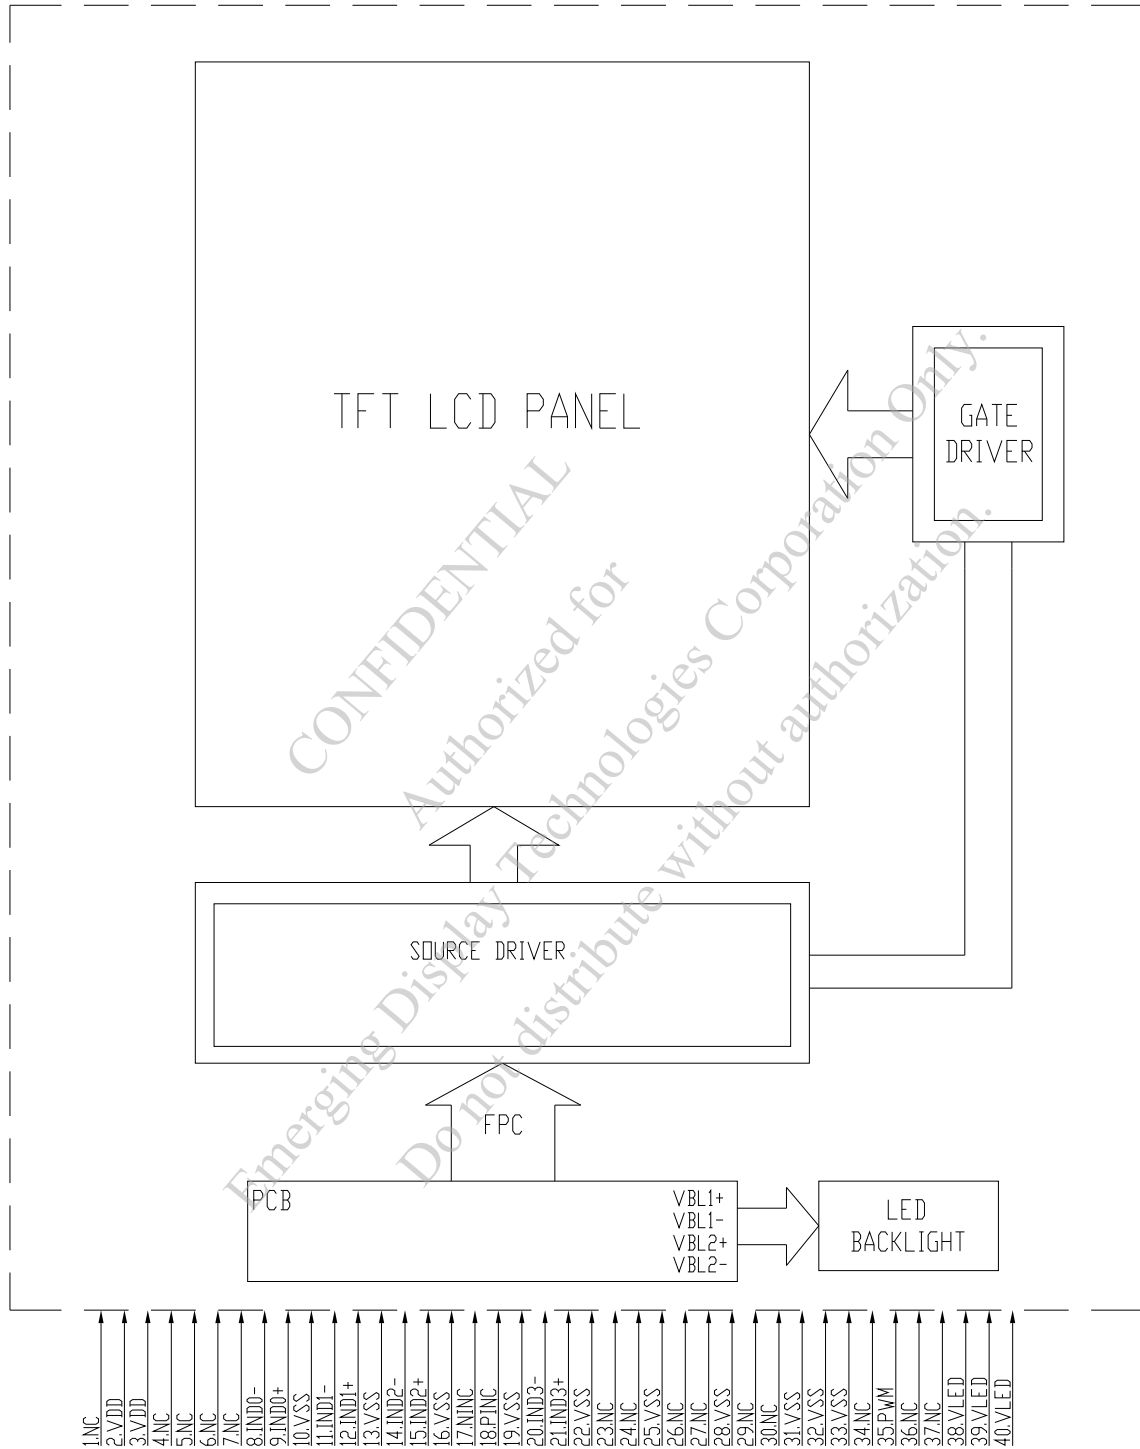 TFT LCD PANEL
GATE
DRIVER
CONFIDENTIAL
Authorized for
Emerging Display Technologies Corporation Only.
Do not distribute without authorization.
SOURCE DRIVER
FPC
PCB
VBL1+
VBL1-
VBL2+
VBL2-
LED
BACKLIGHT
1.NC
2.VDD
3.VDD
4.NC
5.NC
6.NC
7.NC
8.IND0-
9.IND0+
10.VSS
11.IND1-
12.IND1+
13.VSS
14.IND2-
15.IND2+
16.VSS
17.NINC
18.PINC
19.VSS
20.IND3-
21.IND3+
22.VSS
23.NC
24.NC
25.VSS
26.NC
27.NC
28.VSS
29.NC
30.NC
31.VSS
32.VSS
33.VSS
34.NC
35.PWM
36.NC
37.NC
38.VLED
39.VLED
40.VLED